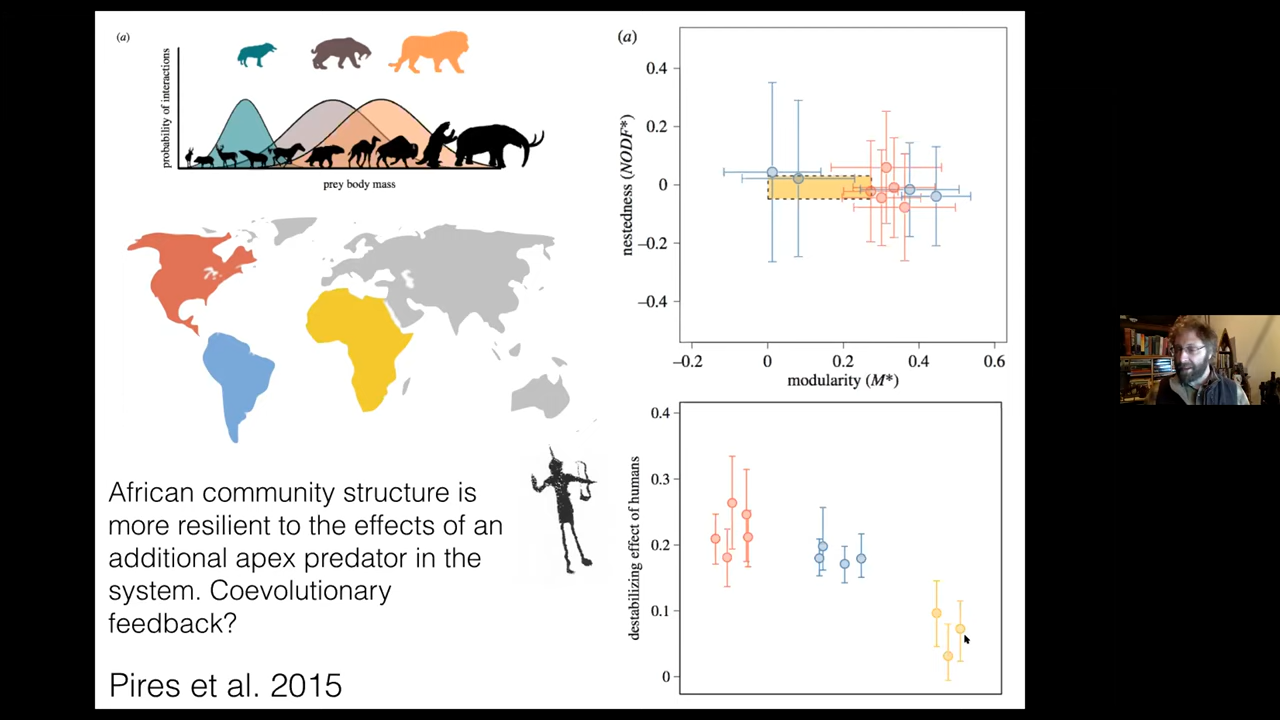 (a)
probability of interactions
prey body mass
(a)
nestedness (NODF*)
0.4
0.2
0
–0.2
–0.4
–0.2
0
0.2
0.4
0.6
modularity (M*)
destabilizing effect of humans
0.4
0.3
0.2
0.1
0
African community structure is
more resilient to the effects of an
additional apex predator in the
system. Coevolutionary
feedback?
Pires et al. 2015